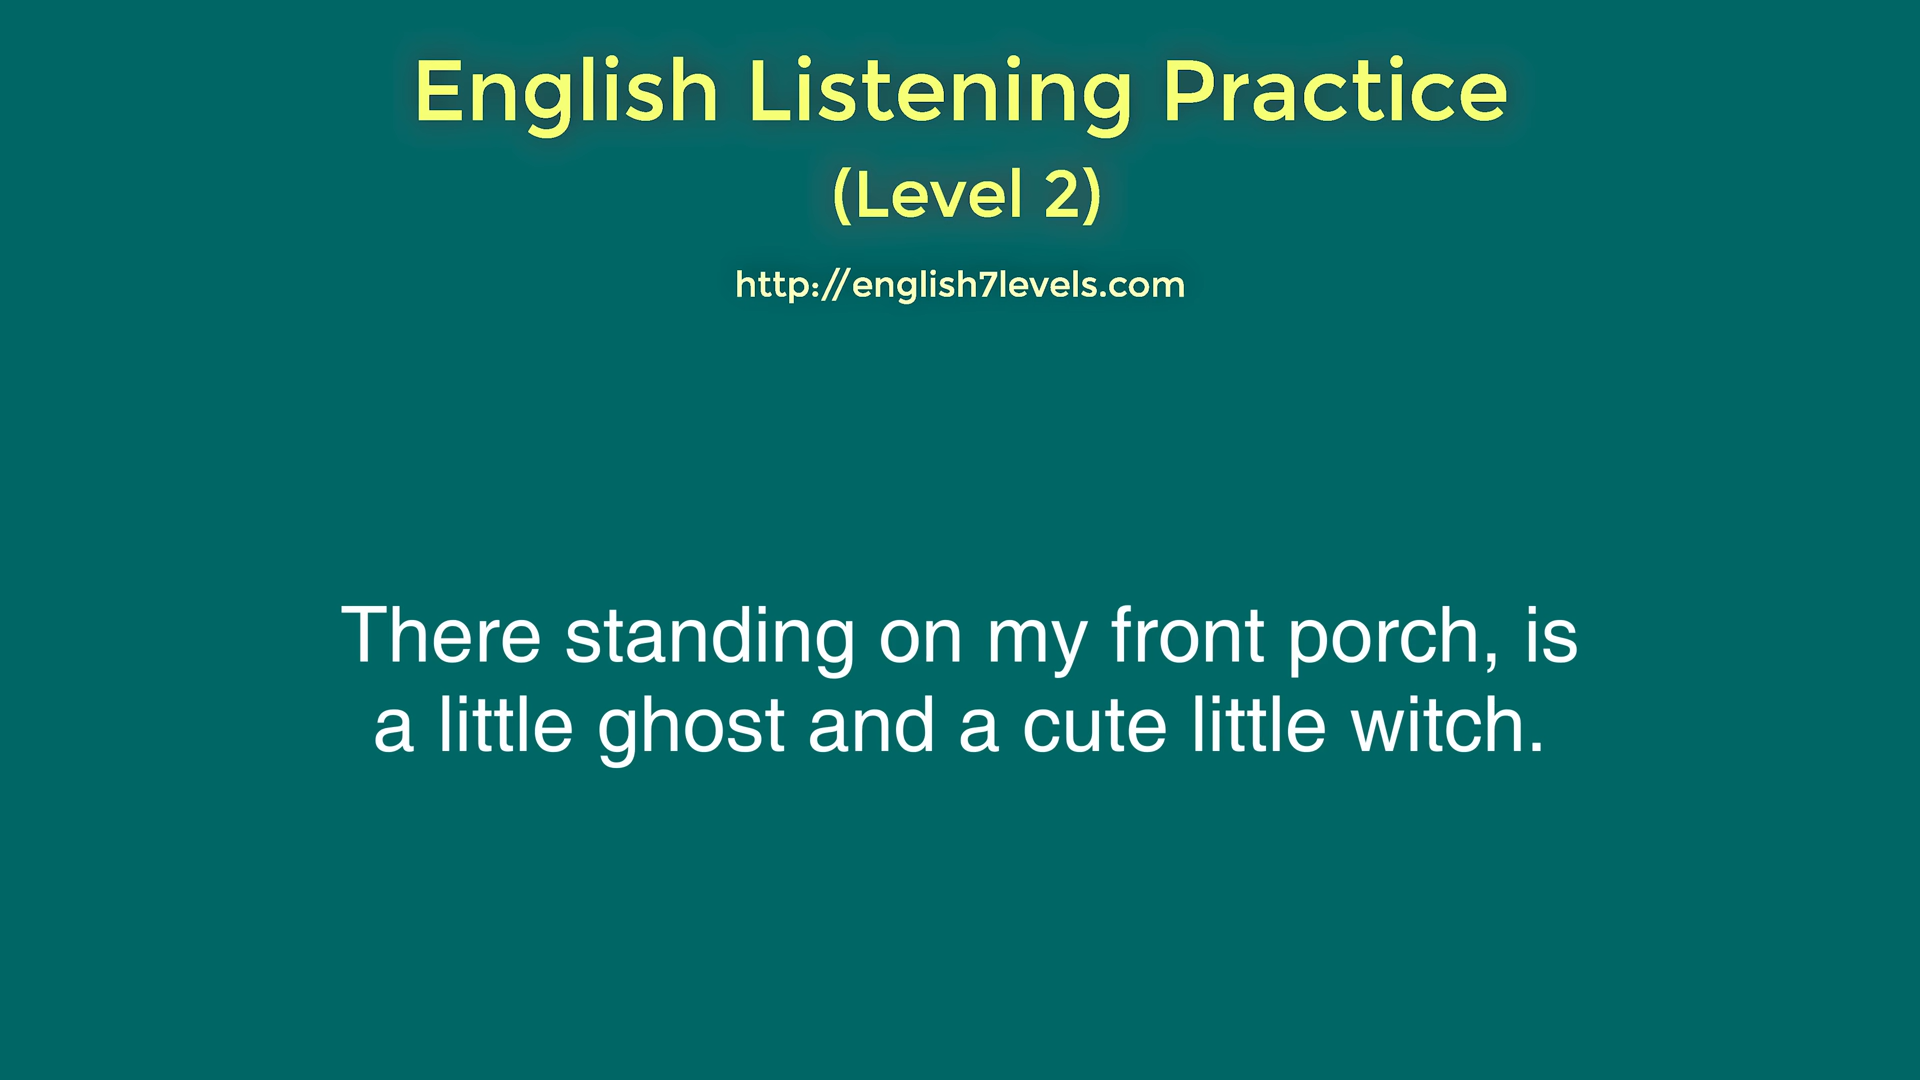 English Listening Practice
(Level 2)
http://english7levels.com
There standing on my front porch, is
a little ghost and a cute little witch.